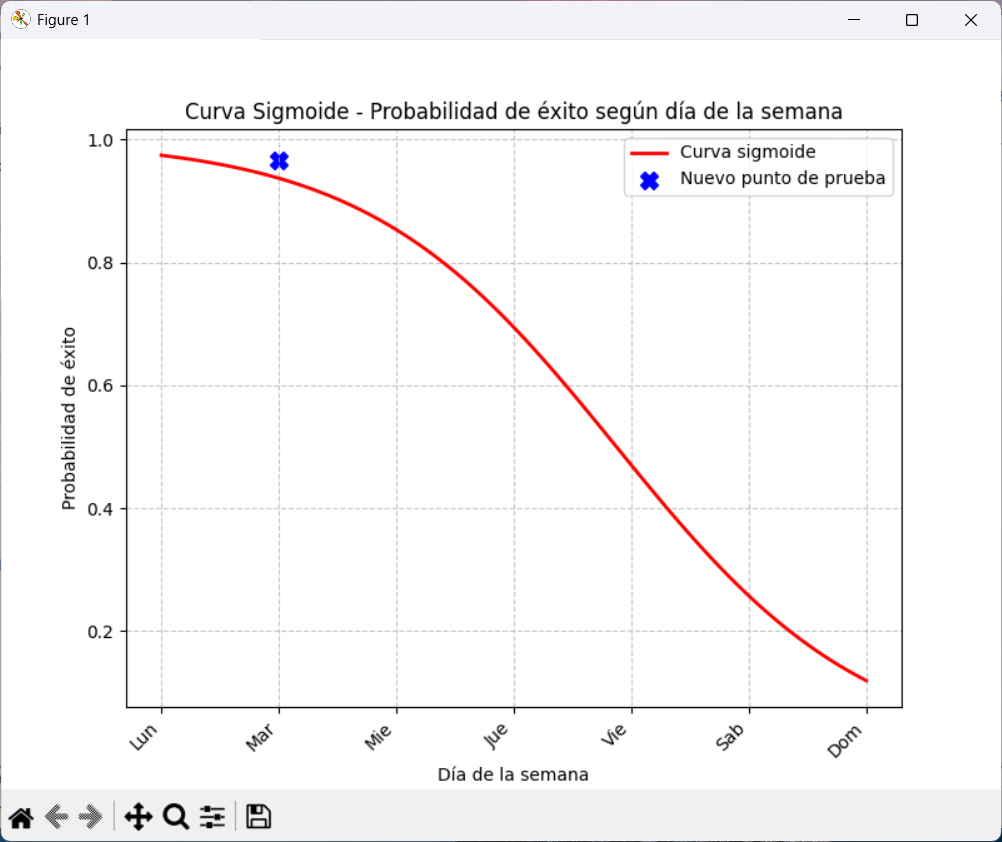 Figure 1
Curva Sigmoide - Probabilidad de éxito según día de la semana
Curva sigmoide
Nuevo punto de prueba
Probabilidad de éxito
1.0
0.8
0.6
0.4
0.2
Lun
Mar
Mie
Jue
Vie
Sab
Dom
Día de la semana